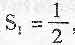 S₁ = 1/2,